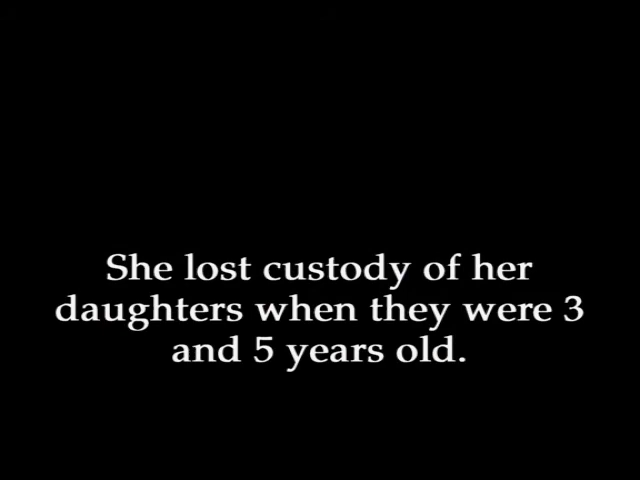 She lost custody of her
daughters when they were 3
and 5 years old.